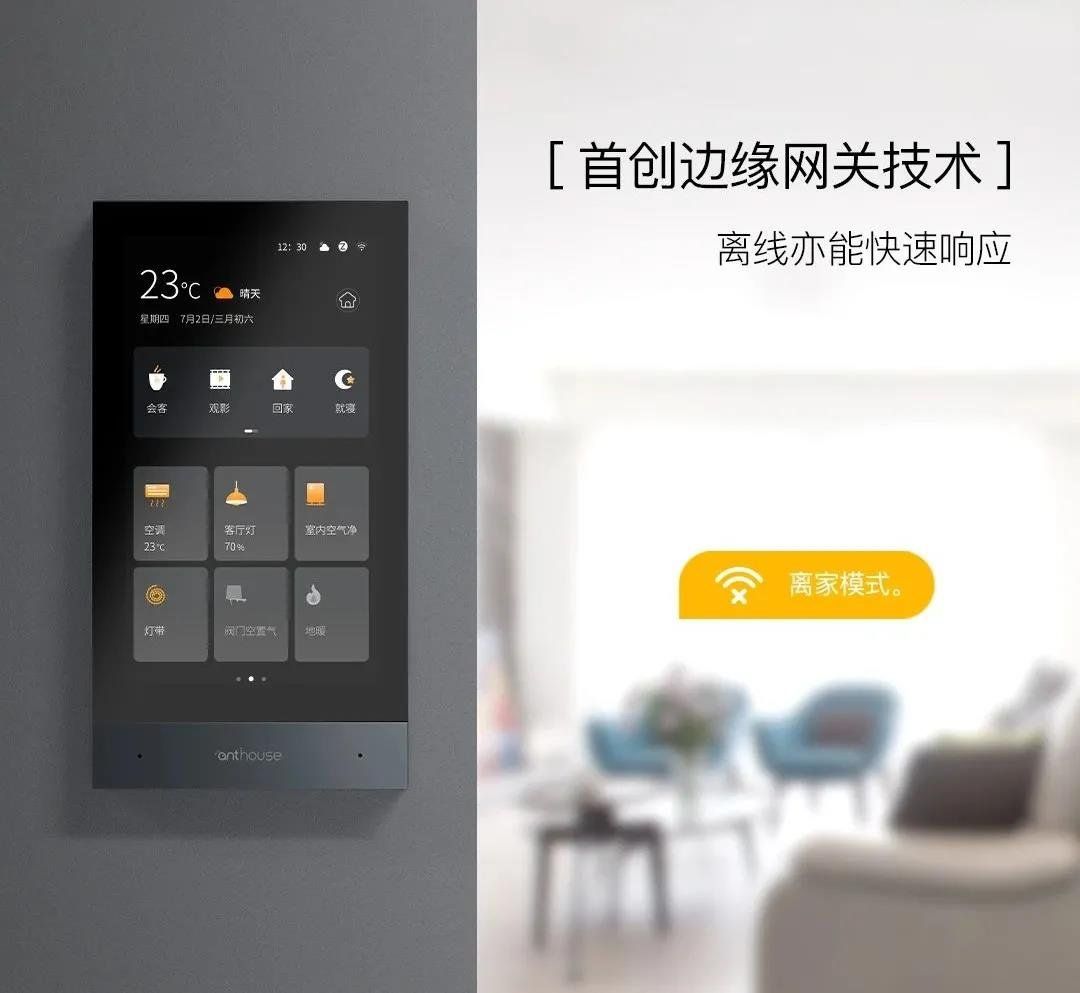 [ 首创边缘网关技术 ]
离线亦能快速响应
12: 30
23°C 晴天
星期四 7月2日/三月初六
会客 观影 回家 就寝
空调 客厅灯 室内空气净
23℃ 70%
灯带 阀门空置气 地暖
anthouse
离家模式。